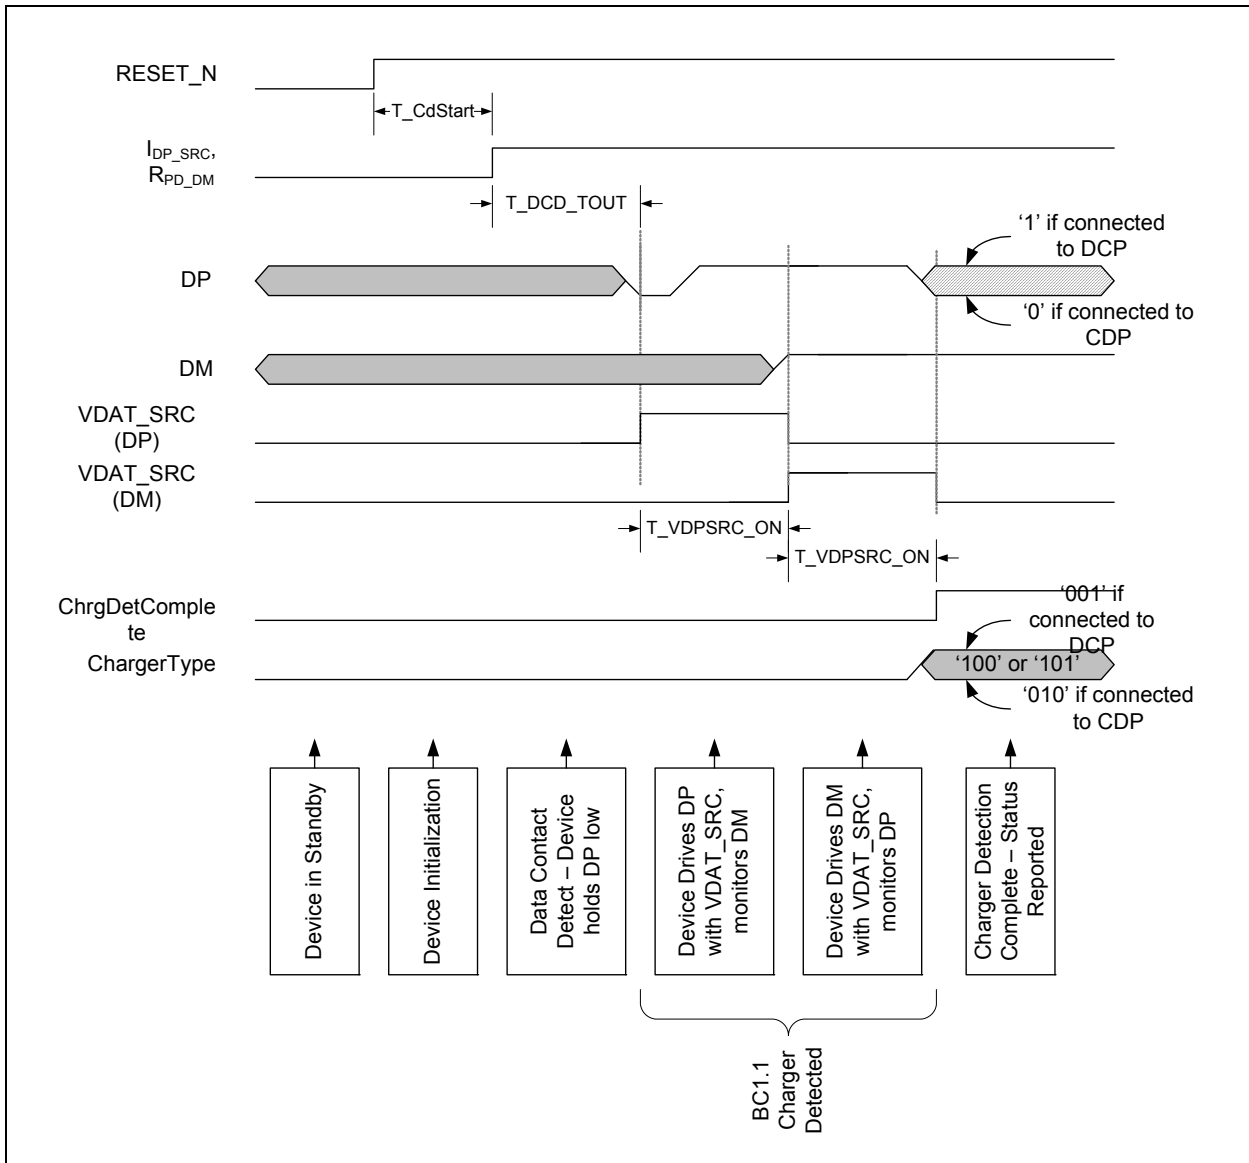 RESET_N
T_CdStart
IDP_SRC,
RPD_DM
T_DCD_TOUT
'1' if connected
to DCP
DP
'0' if connected to
CDP
DM
VDAT_SRC
(DP)
VDAT_SRC
(DM)
T_VDPSRC_ON
T_VDPSRC_ON
ChrgDetComple
te
'001' if
connected to
DCP
ChargerType
'100' or '101'
'010' if connected
to CDP
Device in Standby
Device Initialization
Data Contact
Detect – Device
holds DP low
Device Drives DP
with VDAT_SRC,
monitors DM
Device Drives DM
with VDAT_SRC,
monitors DP
Charger Detection
Complete – Status
Reported
BC1.1
Charger
Detected